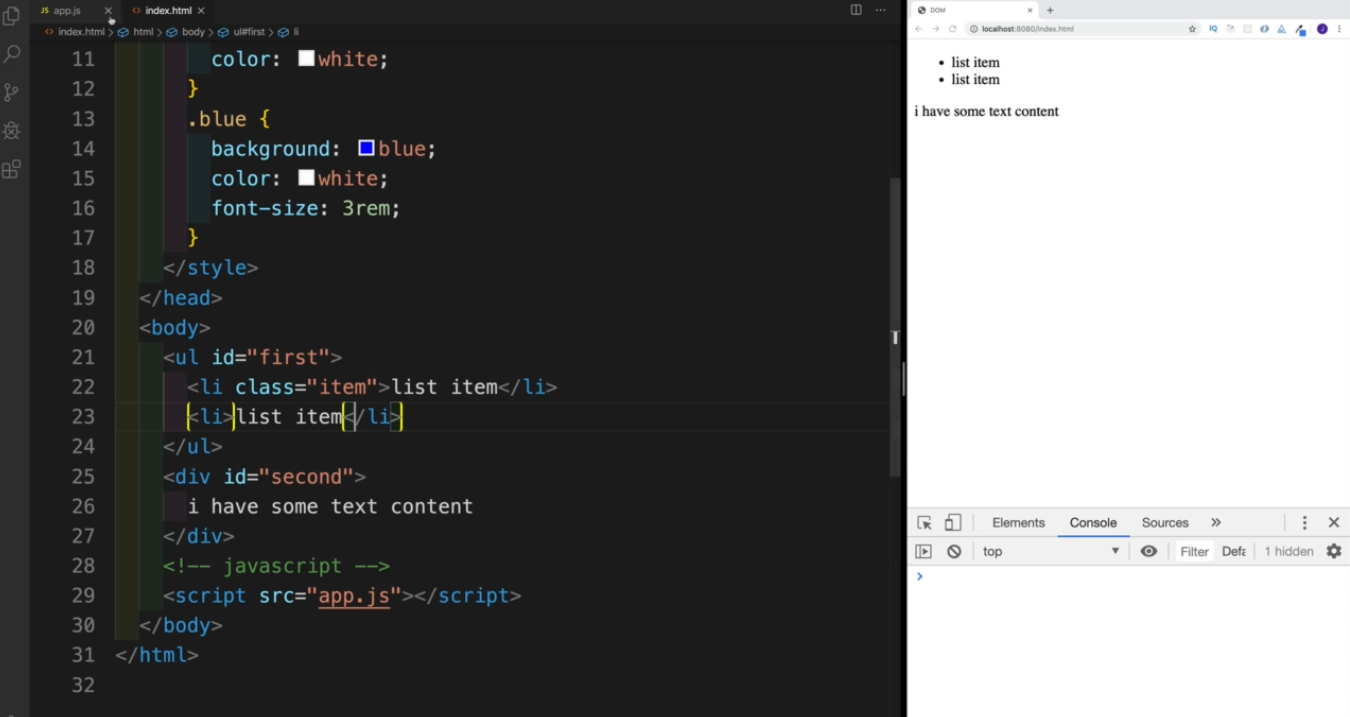 JS app.js
<> index.html
index.html > html > body > ul#first > li
11 color: white;
12 }
13 .blue {
14 background: blue;
15 color: white;
16 font-size: 3rem;
17 }
18 </style>
19 </head>
20 <body>
21 <ul id="first">
22 <li class="item">list item</li>
23 <li>list item</li>
24 </ul>
25 <div id="second">
26 i have some text content
27 </div>
28 <!-- javascript -->
29 <script src="app.js"></script>
30 </body>
31 </html>
32
DOM
localhost:8080/index.html
IQ
J
• list item
• list item
i have some text content
Elements Console Sources »
top Filter Defa 1 hidden